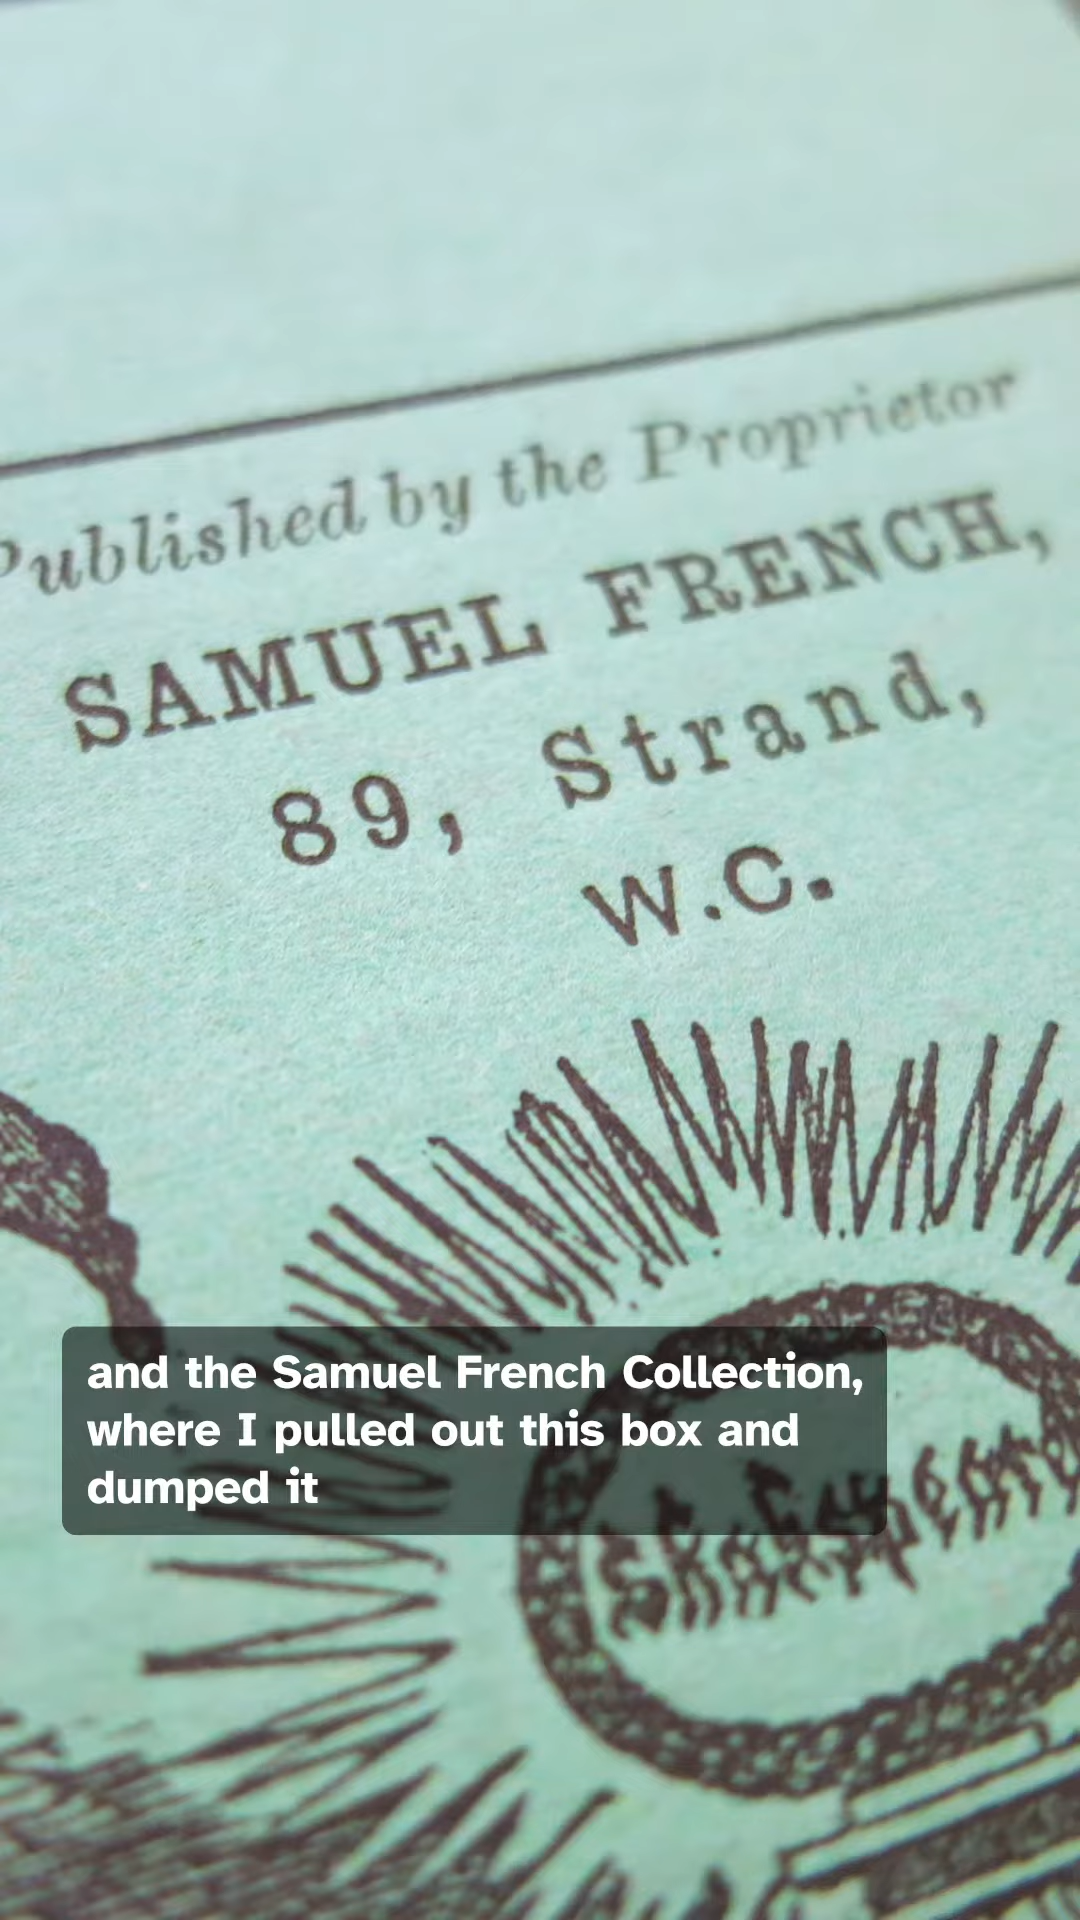 Published by the Proprietor
SAMUEL FRENCH,
89, Strand,
W.C.
and the Samuel French Collection,
where I pulled out this box and
dumped it